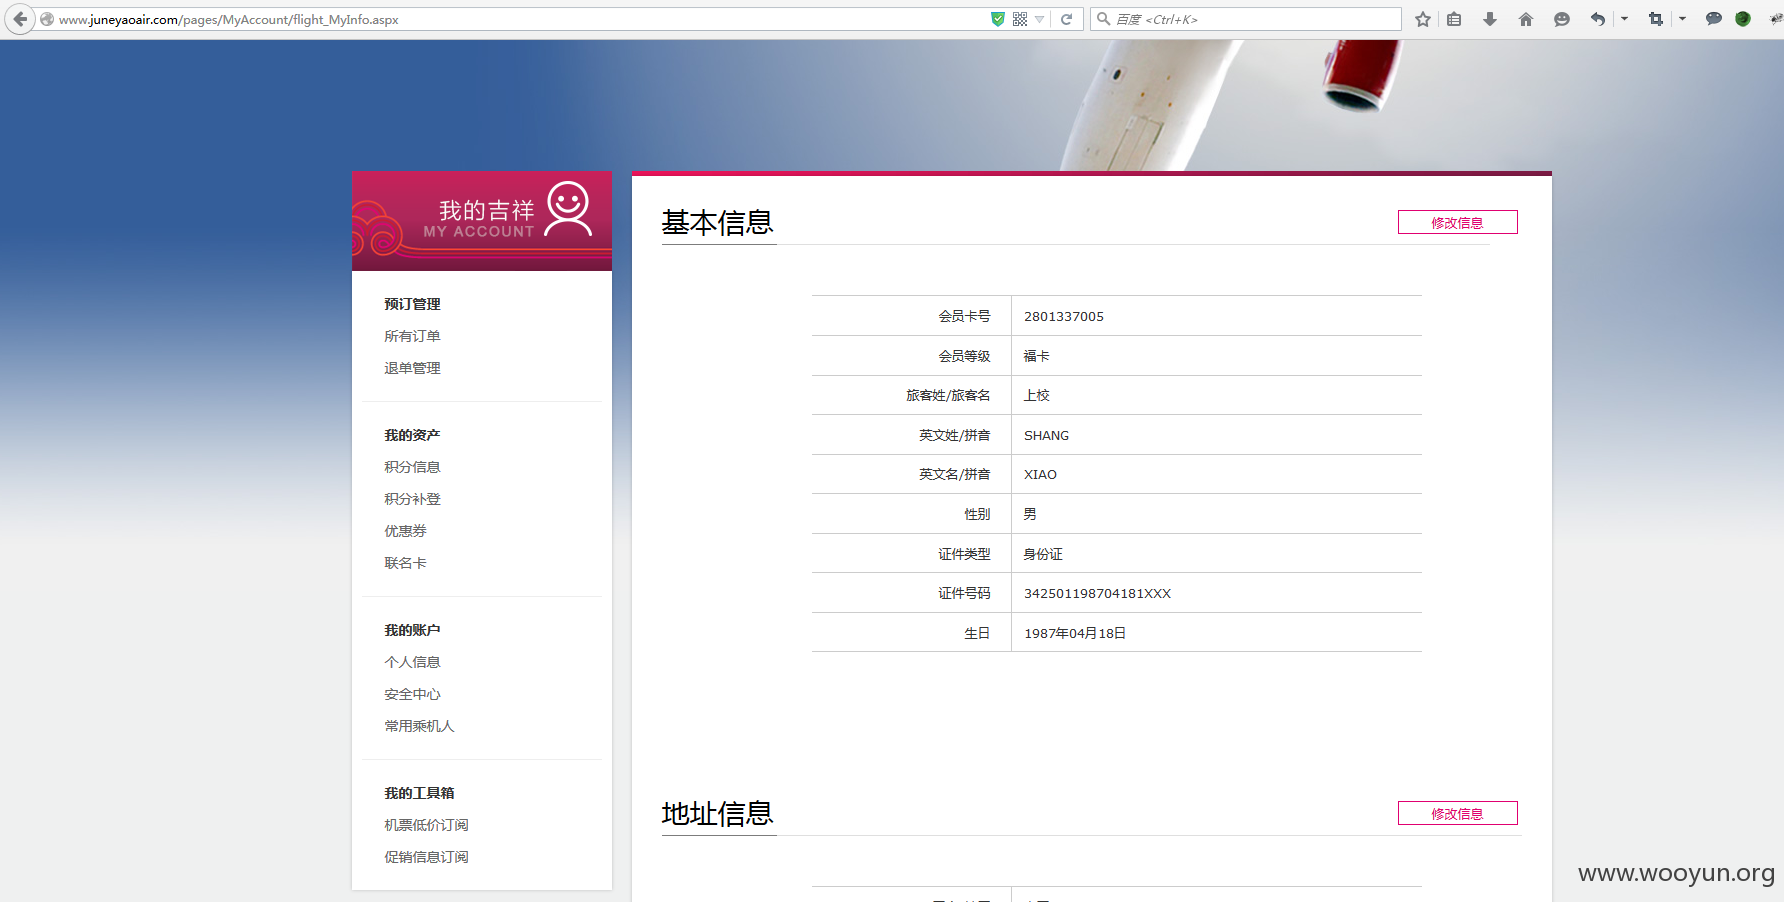 www.juneyaoair.com/pages/MyAccount/flight_MyInfo.aspx
百度 <Ctrl+K>
我的吉祥
MY ACCOUNT
预订管理
所有订单
退单管理
我的资产
积分信息
积分补登
优惠券
联名卡
我的账户
个人信息
安全中心
常用乘机人
我的工具箱
机票低价订阅
促销信息订阅
基本信息
修改信息
会员卡号 2801337005
会员等级 福卡
旅客姓/旅客名 上校
英文姓/拼音 SHANG
英文名/拼音 XIAO
性别 男
证件类型 身份证
证件号码 342501198704181XXX
生日 1987年04月18日
地址信息
修改信息
www.wooyun.org